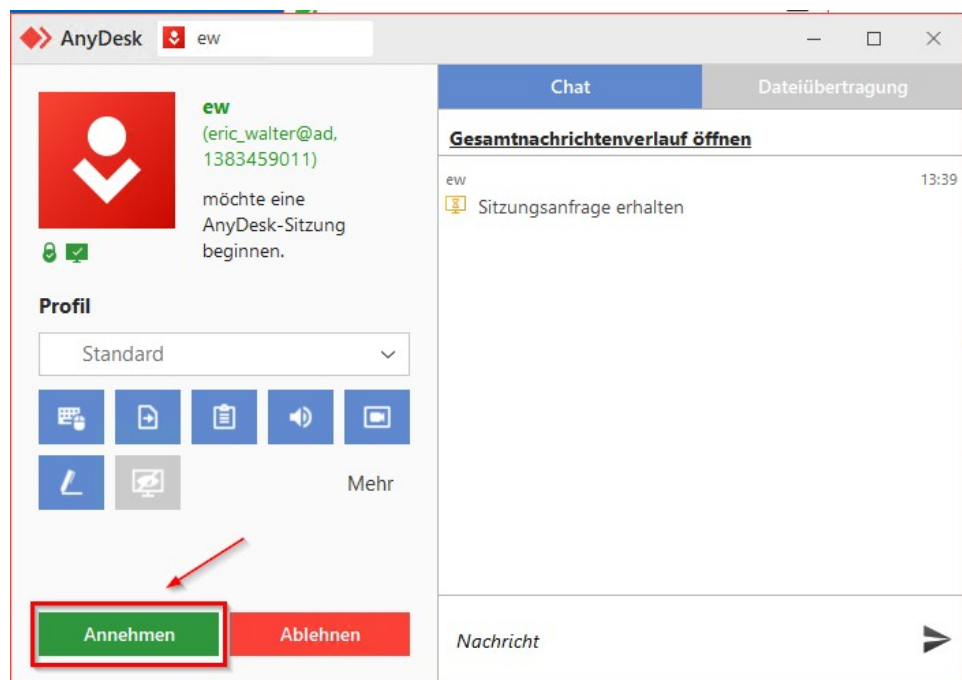 AnyDesk
ew
ew
(eric_walter@ad,
1383459011)
möchte eine
AnyDesk-Sitzung
beginnen.
Profil
Standard
Mehr
Annehmen
Ablehnen
Chat
Dateiübertragung
Gesamtnachrichtenverlauf öffnen
ew
13:39
Sitzungsanfrage erhalten
Nachricht